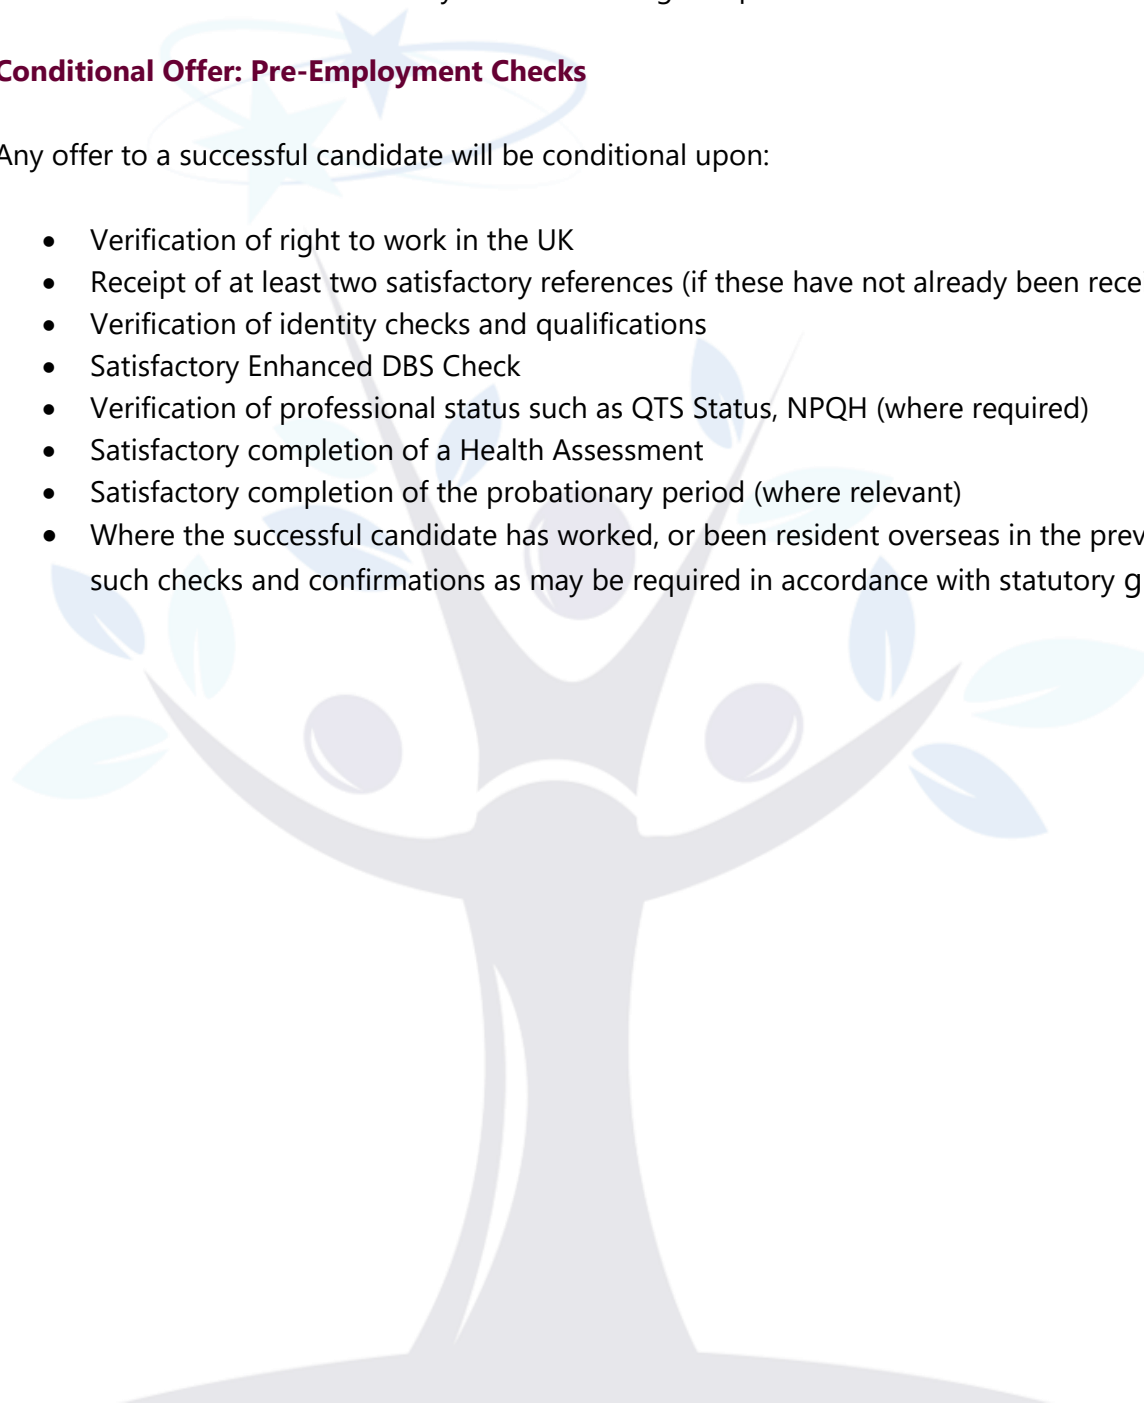 Conditional Offer: Pre-Employment Checks
Any offer to a successful candidate will be conditional upon:
• Verification of right to work in the UK
• Receipt of at least two satisfactory references (if these have not already been rece
• Verification of identity checks and qualifications
• Satisfactory Enhanced DBS Check
• Verification of professional status such as QTS Status, NPQH (where required)
• Satisfactory completion of a Health Assessment
• Satisfactory completion of the probationary period (where relevant)
• Where the successful candidate has worked, or been resident overseas in the prev
such checks and confirmations as may be required in accordance with statutory g